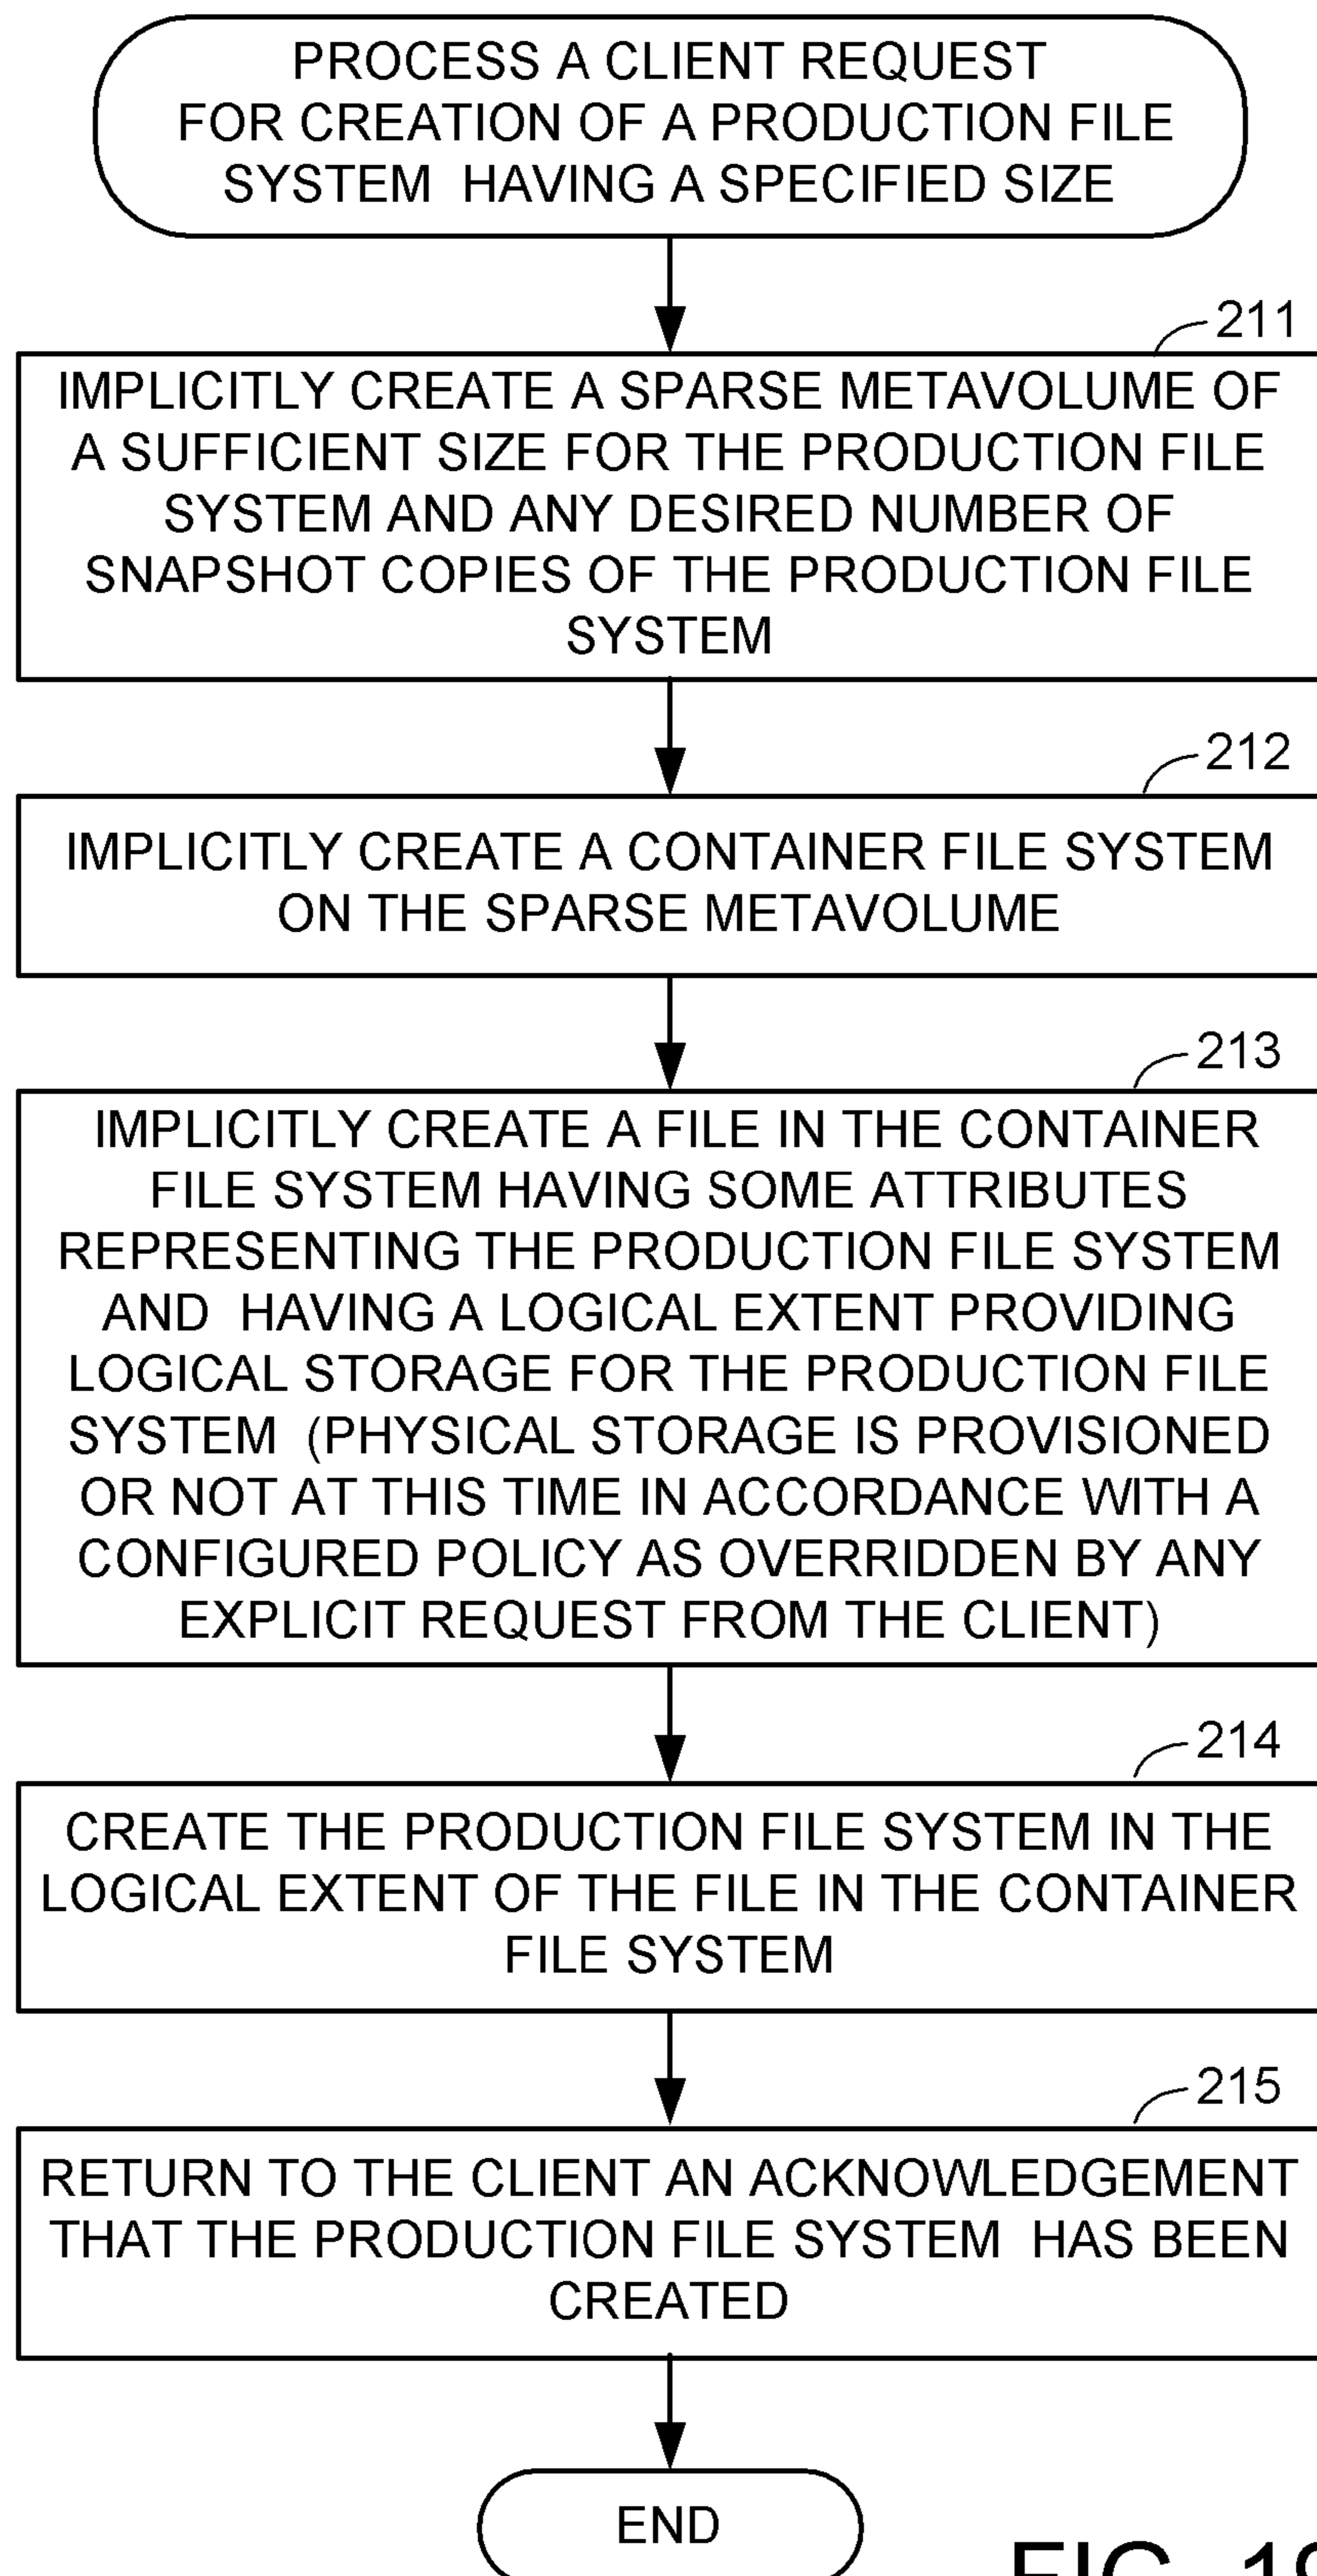 PROCESS A CLIENT REQUEST
FOR CREATION OF A PRODUCTION FILE
SYSTEM HAVING A SPECIFIED SIZE
211
IMPLICITLY CREATE A SPARSE METAVOLUME OF
A SUFFICIENT SIZE FOR THE PRODUCTION FILE
SYSTEM AND ANY DESIRED NUMBER OF
SNAPSHOT COPIES OF THE PRODUCTION FILE
SYSTEM
212
IMPLICITLY CREATE A CONTAINER FILE SYSTEM
ON THE SPARSE METAVOLUME
213
IMPLICITLY CREATE A FILE IN THE CONTAINER
FILE SYSTEM HAVING SOME ATTRIBUTES
REPRESENTING THE PRODUCTION FILE SYSTEM
AND HAVING A LOGICAL EXTENT PROVIDING
LOGICAL STORAGE FOR THE PRODUCTION FILE
SYSTEM (PHYSICAL STORAGE IS PROVISIONED
OR NOT AT THIS TIME IN ACCORDANCE WITH A
CONFIGURED POLICY AS OVERRIDDEN BY ANY
EXPLICIT REQUEST FROM THE CLIENT)
214
CREATE THE PRODUCTION FILE SYSTEM IN THE
LOGICAL EXTENT OF THE FILE IN THE CONTAINER
FILE SYSTEM
215
RETURN TO THE CLIENT AN ACKNOWLEDGEMENT
THAT THE PRODUCTION FILE SYSTEM HAS BEEN
CREATED
END
FIG.